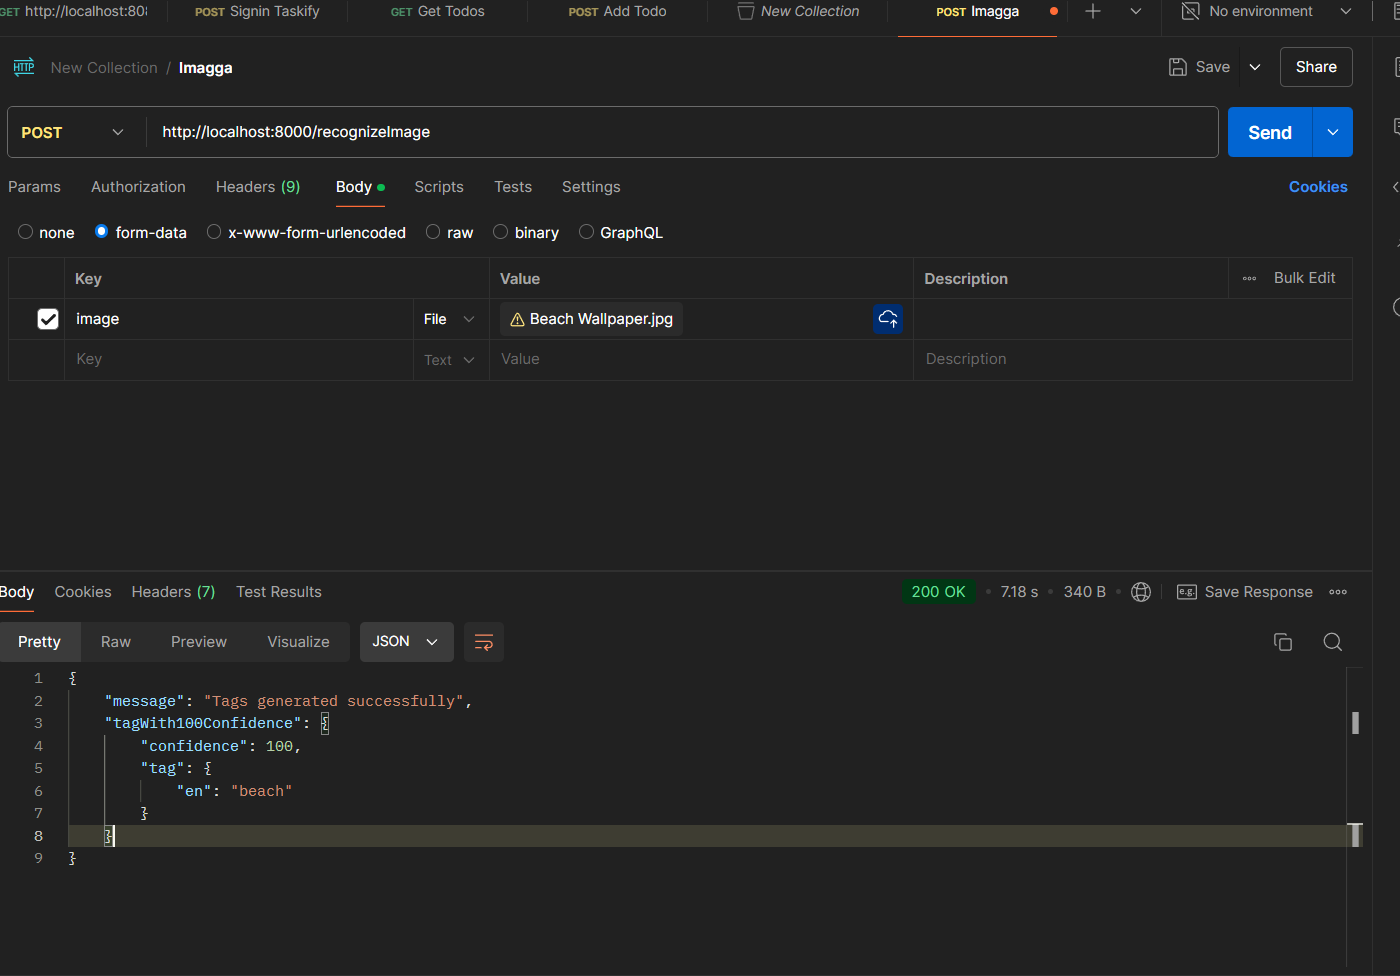 GET http://localhost:80
POST Signin Taskify
GET Get Todos
POST Add Todo
New Collection
POST Imagga
No environment
HTTP New Collection / Imagga
Save
Share
POST
http://localhost:8000/recognizeImage
Send
Params Authorization Headers (9) Body Scripts Tests Settings
Cookies
none form-data x-www-form-urlencoded raw binary GraphQL
Key Value Description Bulk Edit
image File Beach Wallpaper.jpg
Key Text Value Description
Body Cookies Headers (7) Test Results
200 OK • 7.18 s • 340 B • e.g. Save Response
Pretty Raw Preview Visualize JSON
1 {
2 "message": "Tags generated successfully",
3 "tagWith100Confidence": {
4 "confidence": 100,
5 "tag": {
6 "en": "beach"
7 }
8 }
9 }